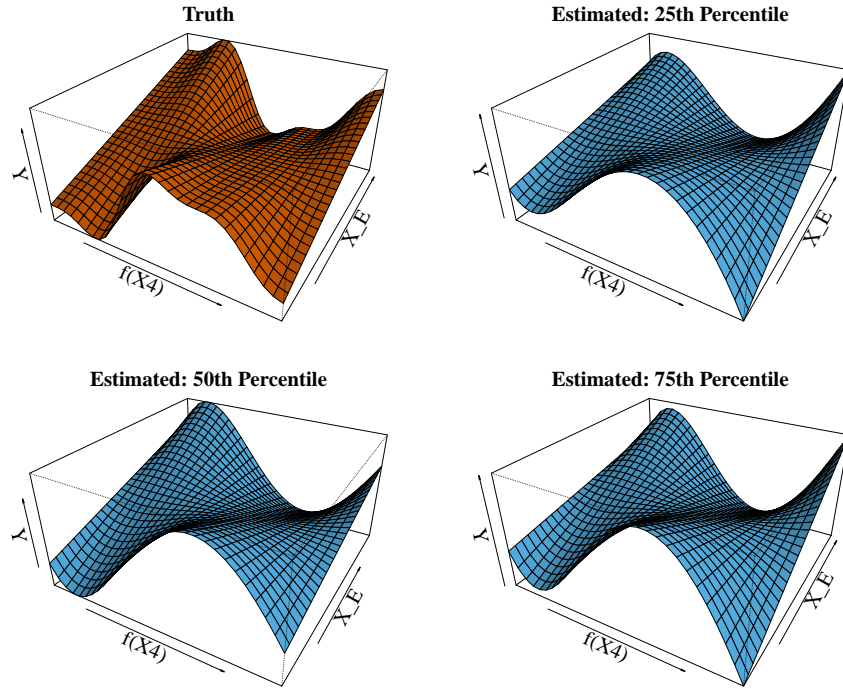 Truth
Y
f(X4)
X_E
Estimated: 25th Percentile
Y
f(X4)
X_E
Estimated: 50th Percentile
Y
f(X4)
X_E
Estimated: 75th Percentile
Y
f(X4)
X_E